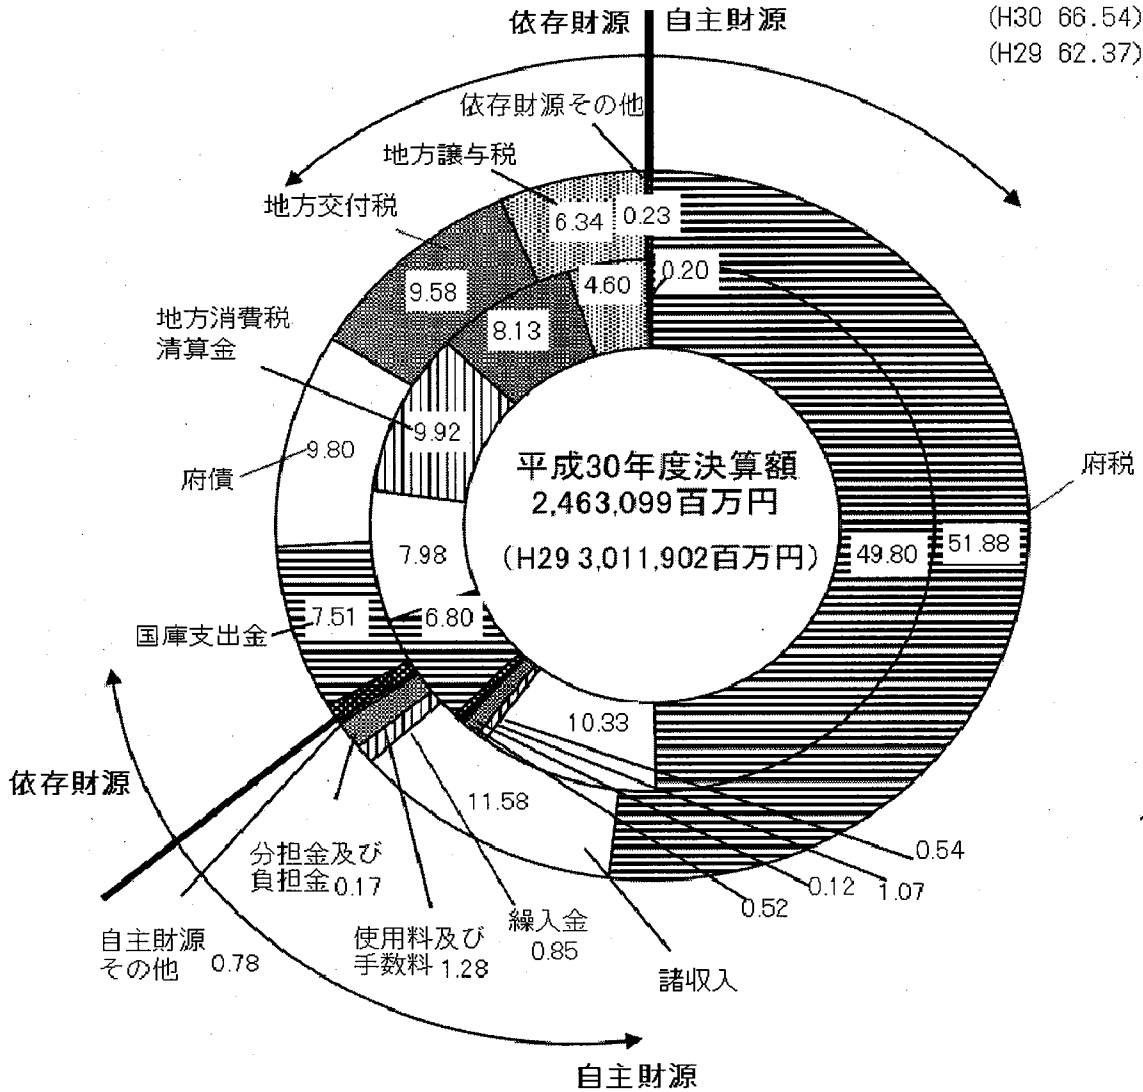 依存財源
自主財源
(H30 66.54)
(H29 62.37)
依存財源その他
地方譲与税
地方交付税
6.34
0.23
0.20
9.58
4.60
8.13
地方消費税
清算金
9.92
9.80
府債
平成30年度決算額
2,463,099百万円
(H29 3,011,902百万円)
府税
49.80
51.88
7.98
国庫支出金
7.51
6.80
10.33
11.58
依存財源
分担金及び
負担金 0.17
自主財源
その他 0.78
使用料及び
手数料 1.28
繰入金
0.85
諸収入
0.52
0.12
1.07
0.54
自主財源